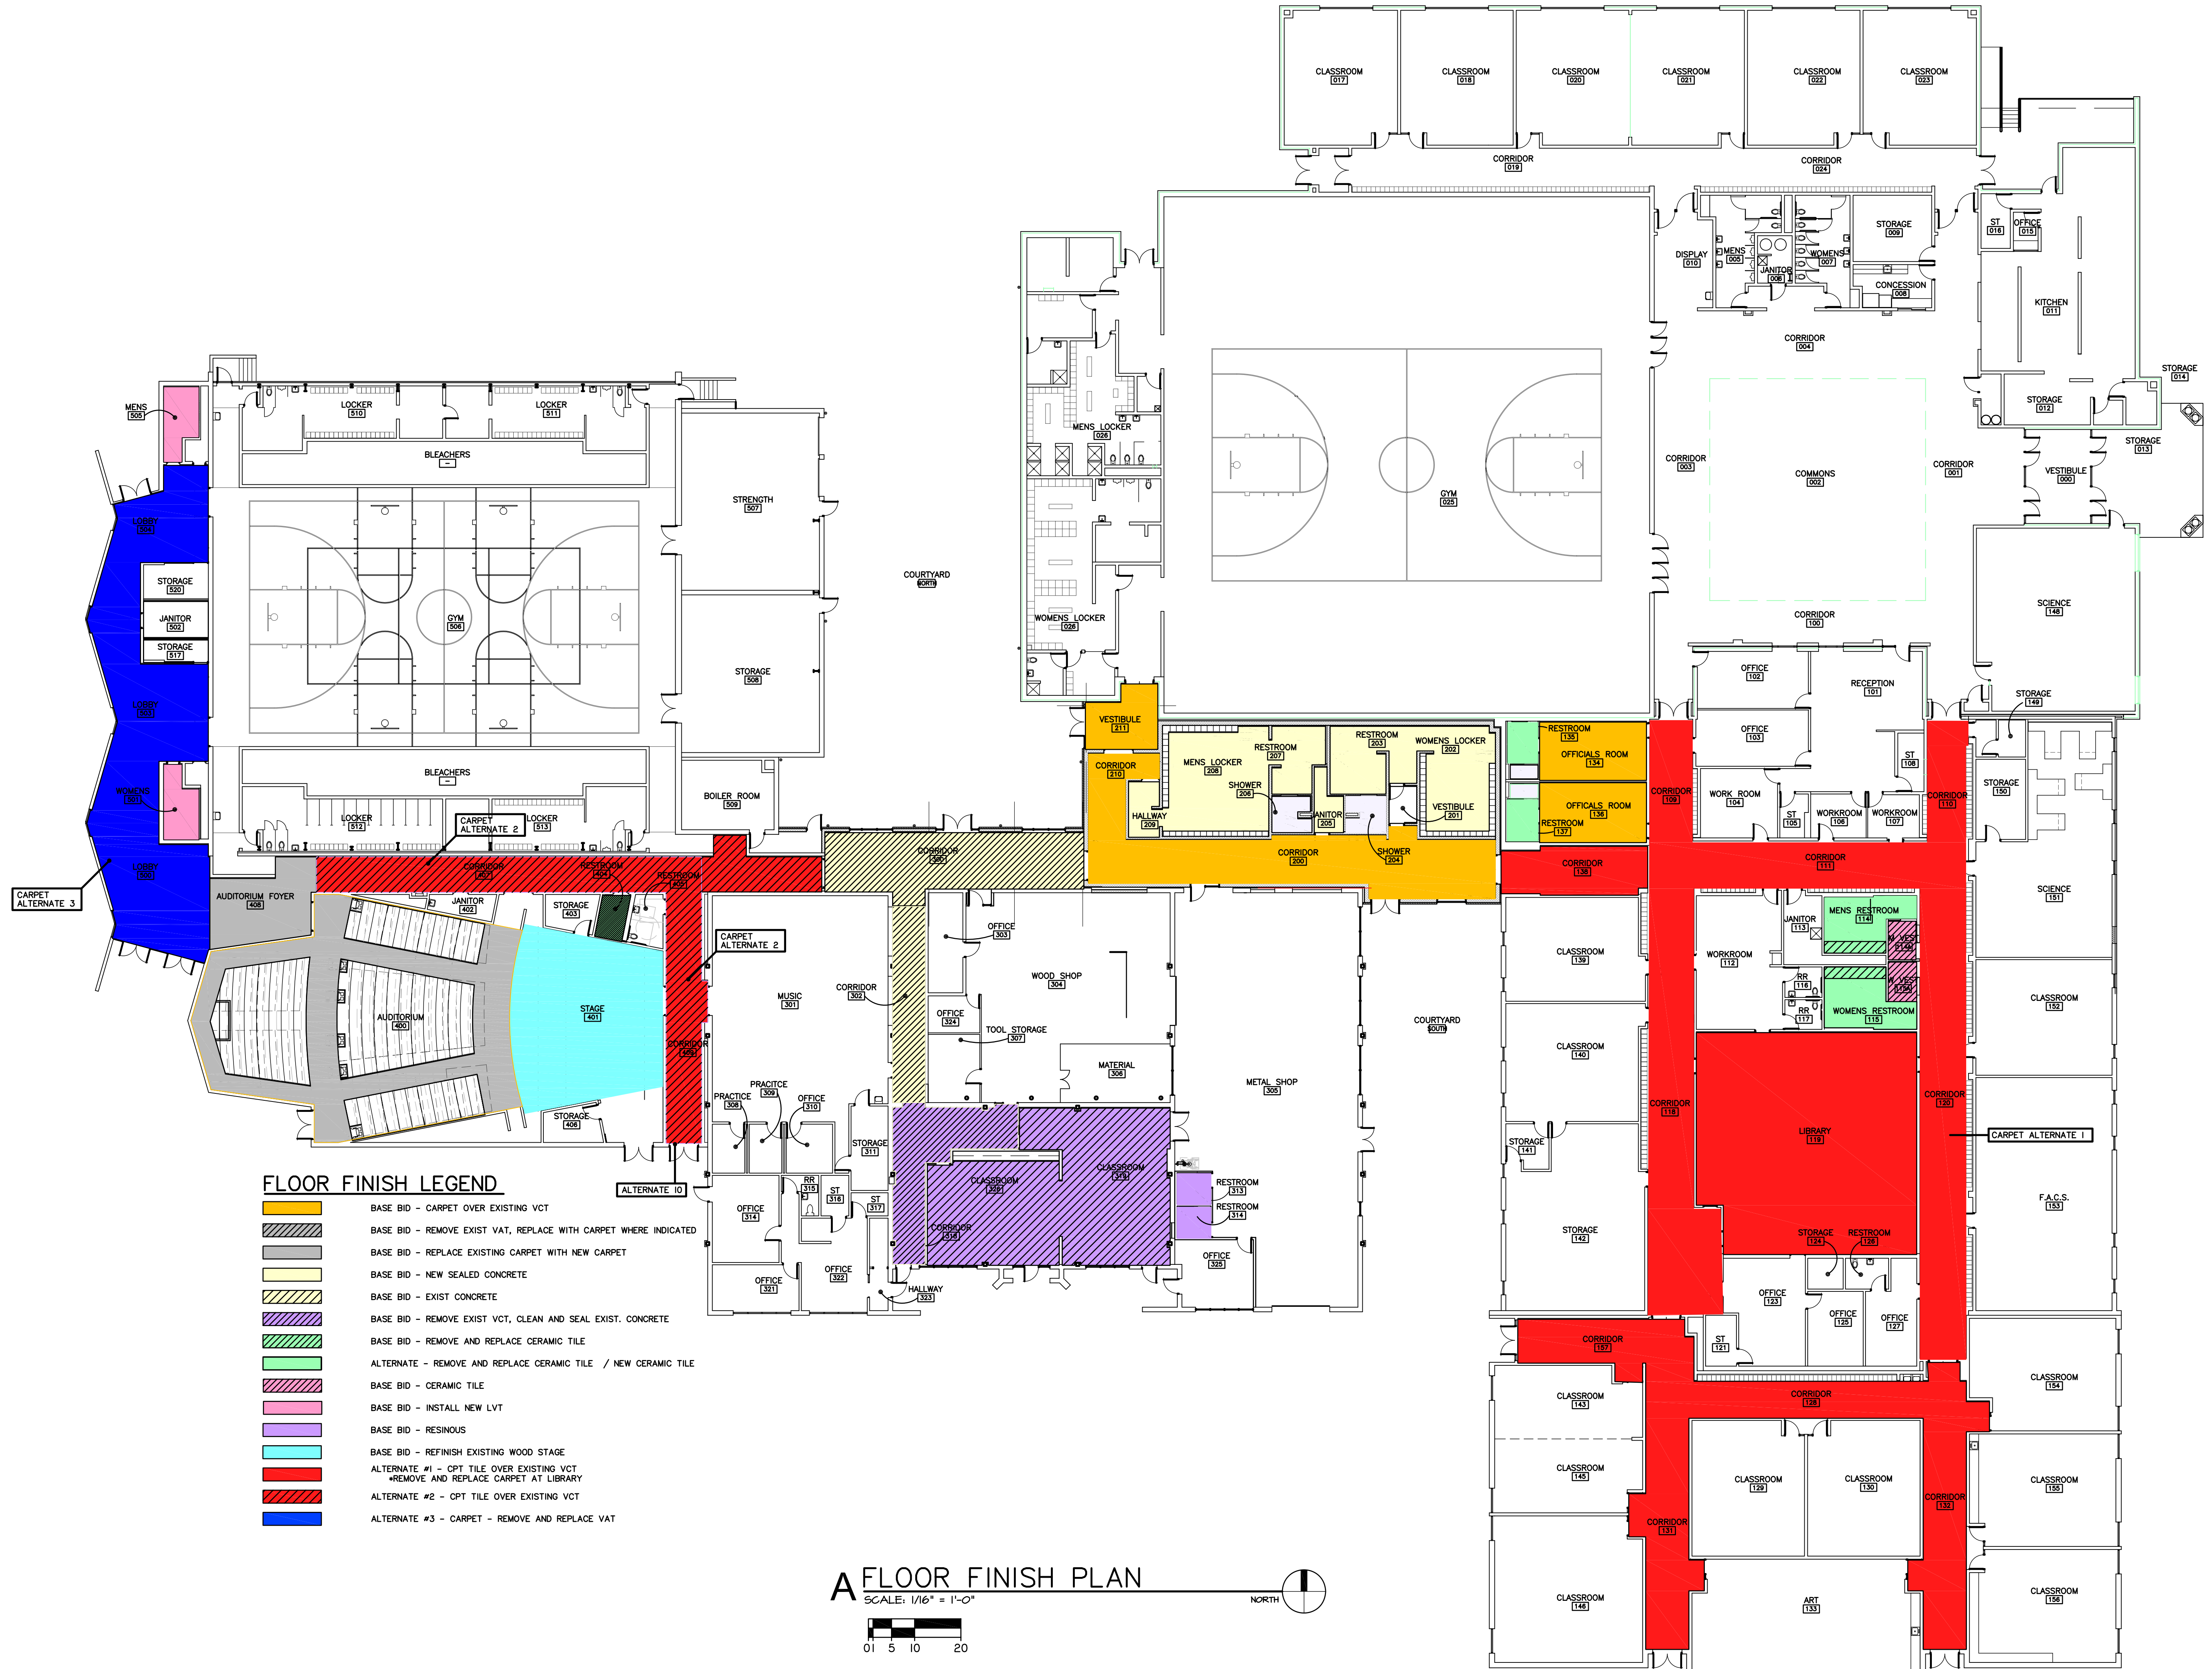 CLASSROOM
017
CLASSROOM
018
CLASSROOM
020
CLASSROOM
021
CLASSROOM
022
CLASSROOM
023
CORRIDOR
019
CORRIDOR
024
DISPLAY
010
MENS
005
JANITOR
006
WOMENS
007
STORAGE
009
CONCESSION
008
ST
016
OFFICE
015
KITCHEN
011
CORRIDOR
004
STORAGE
014
STORAGE
012
STORAGE
013
CORRIDOR
003
COMMONS
002
CORRIDOR
001
VESTIBULE
000
GYM
025
MENS LOCKER
026
WOMENS LOCKER
026
MENS
505
LOCKER
510
LOCKER
511
BLEACHERS
-
STRENGTH
507
LOBBY
STORAGE
520
JANITOR
502
STORAGE
517
GYM
506
COURTYARD
NORTH
STORAGE
508
LOBBY
BLEACHERS
-
WOMENS
501
LOCKER
512
LOCKER
513
CARPET
ALTERNATE 2
BOILER ROOM
509
LOBBY
CARPET
ALTERNATE 3
CORRIDOR
100
SCIENCE
148
OFFICE
102
RECEPTION
101
OFFICE
103
ST
108
STORAGE
149
STORAGE
150
WORK ROOM
104
ST
105
WORKROOM
106
WORKROOM
107
CORRIDOR
109
CORRIDOR
110
CORRIDOR
111
VESTIBULE
211
CORRIDOR
210
MENS LOCKER
208
RESTROOM
207
RESTROOM
203
WOMENS LOCKER
202
SHOWER
206
HALLWAY
209
JANITOR
205
VESTIBULE
201
SHOWER
204
CORRIDOR
200
RESTROOM
135
OFFICIALS ROOM
134
OFFICALS ROOM
136
RESTROOM
137
CORRIDOR
138
AUDITORIUM FOYER
408
CORRIDOR
407
RESTROOM
404
RESTROOM
405
JANITOR
402
STORAGE
403
CORRIDOR
300
CARPET
ALTERNATE 2
AUDITORIUM
400
STAGE
401
STORAGE
406
CORRIDOR
409
ALTERNATE 10
MUSIC
301
CORRIDOR
302
OFFICE
303
WOOD SHOP
304
OFFICE
324
TOOL STORAGE
307
MATERIAL
306
METAL SHOP
305
COURTYARD
SOUTH
PRACTICE
308
PRACITCE
309
OFFICE
310
STORAGE
311
OFFICE
314
RR
315
ST
316
ST
317
OFFICE
321
OFFICE
322
HALLWAY
323
CORRIDOR
318
CLASSROOM
320
CLASSROOM
319
RESTROOM
313
RESTROOM
314
OFFICE
325
CLASSROOM
139
CLASSROOM
140
STORAGE
141
STORAGE
142
CORRIDOR
118
WORKROOM
112
JANITOR
113
MENS RESTROOM
114
M VEST
RR
116
RR
117
W VEST
WOMENS RESTROOM
115
LIBRARY
119
CORRIDOR
120
SCIENCE
151
CLASSROOM
152
CARPET ALTERNATE 1
F.A.C.S.
153
STORAGE
124
RESTROOM
126
OFFICE
123
OFFICE
125
OFFICE
127
ST
121
CORRIDOR
157
CORRIDOR
128
CLASSROOM
143
CLASSROOM
145
CLASSROOM
146
CORRIDOR
131
CLASSROOM
129
CLASSROOM
130
CORRIDOR
132
ART
133
CLASSROOM
154
CLASSROOM
155
CLASSROOM
156
FLOOR FINISH LEGEND
BASE BID - CARPET OVER EXISTING VCT
BASE BID - REMOVE EXIST VAT, REPLACE WITH CARPET WHERE INDICATED
BASE BID - REPLACE EXISTING CARPET WITH NEW CARPET
BASE BID - NEW SEALED CONCRETE
BASE BID - EXIST CONCRETE
BASE BID - REMOVE EXIST VCT, CLEAN AND SEAL EXIST. CONCRETE
BASE BID - REMOVE AND REPLACE CERAMIC TILE
ALTERNATE - REMOVE AND REPLACE CERAMIC TILE / NEW CERAMIC TILE
BASE BID - CERAMIC TILE
BASE BID - INSTALL NEW LVT
BASE BID - RESINOUS
BASE BID - REFINISH EXISTING WOOD STAGE
ALTERNATE #1 - CPT TILE OVER EXISTING VCT
*REMOVE AND REPLACE CARPET AT LIBRARY
ALTERNATE #2 - CPT TILE OVER EXISTING VCT
ALTERNATE #3 - CARPET - REMOVE AND REPLACE VAT
A FLOOR FINISH PLAN
SCALE: 1/16" = 1'-0"
NORTH
0 1 5 10 20